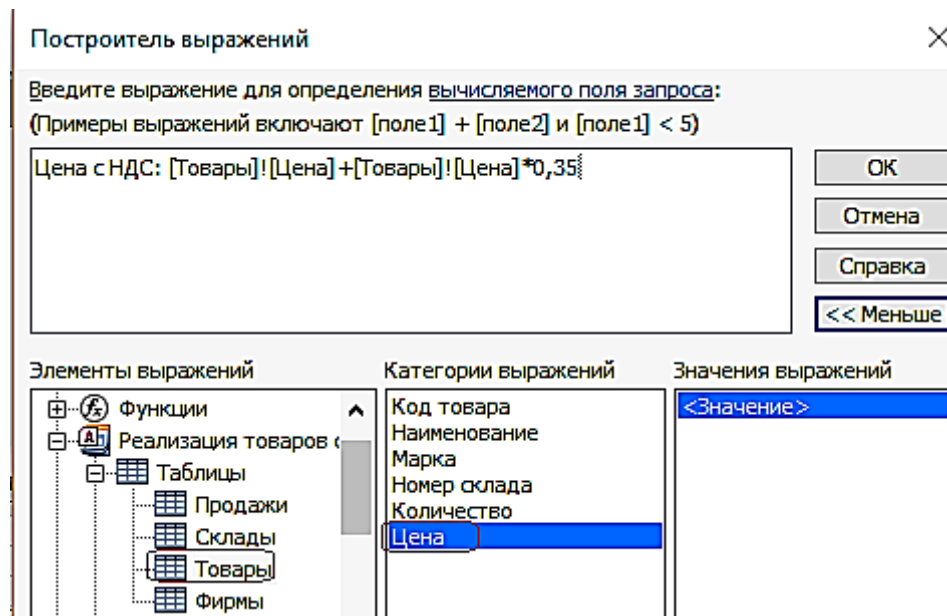 Построитель выражений
Введите выражение для определения вычисляемого поля запроса:
(Примеры выражений включают [поле1] + [поле2] и [поле1] < 5)
Цена с НДС: [Товары]![Цена]+[Товары]![Цена]*0,35
ОК
Отмена
Справка
<< Меньше
Элементы выражений
Категории выражений
Значения выражений
Функции
Реализация товаров
Таблицы
Продажи
Склады
Товары
Фирмы
Код товара
Наименование
Марка
Номер склада
Количество
Цена
<Значение>